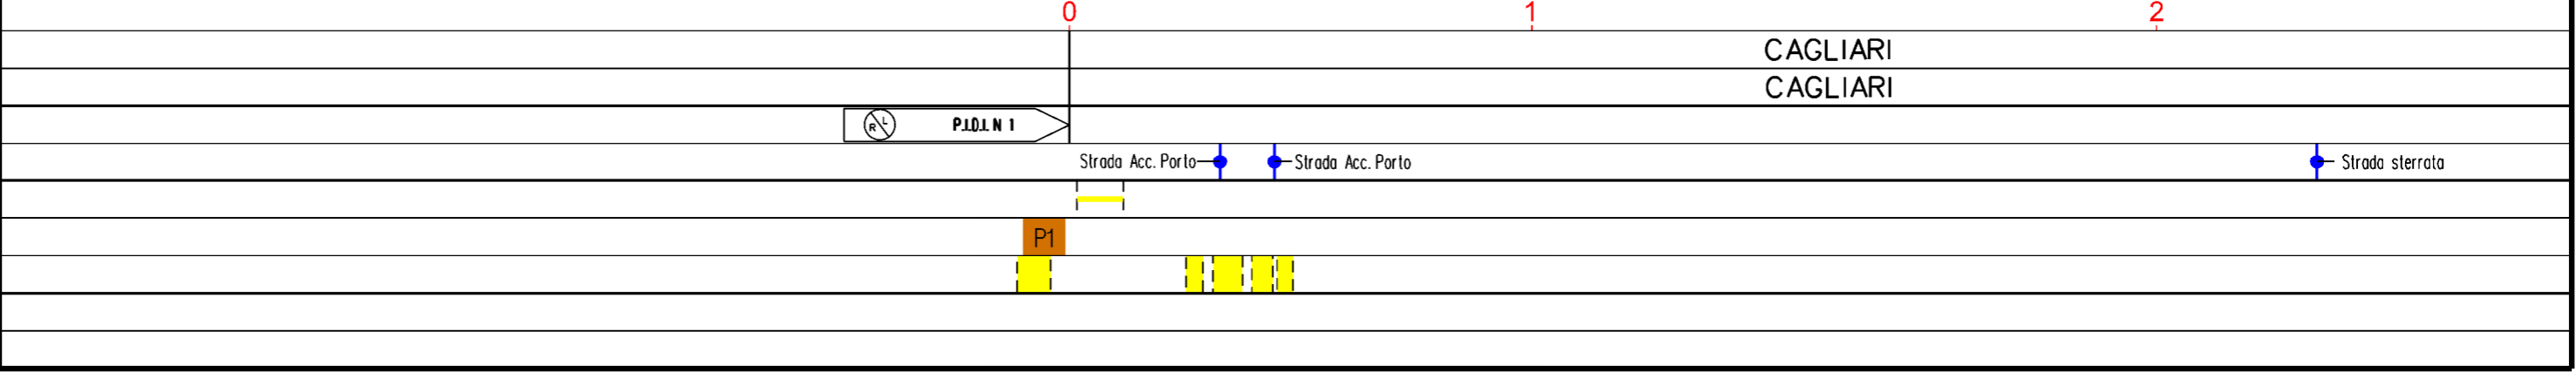 0 1 2
CAGLIARI
CAGLIARI
R L P.I.D.I. N 1
Strada Acc. Porto Strada Acc. Porto Strada sterrata
P1